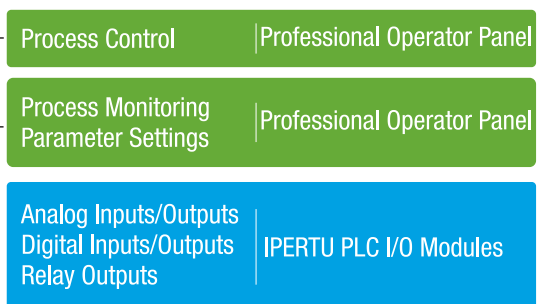 Process Control
Professional Operator Panel
Process Monitoring
Parameter Settings
Professional Operator Panel
Analog Inputs/Outputs
Digital Inputs/Outputs
Relay Outputs
IPERTU PLC I/O Modules